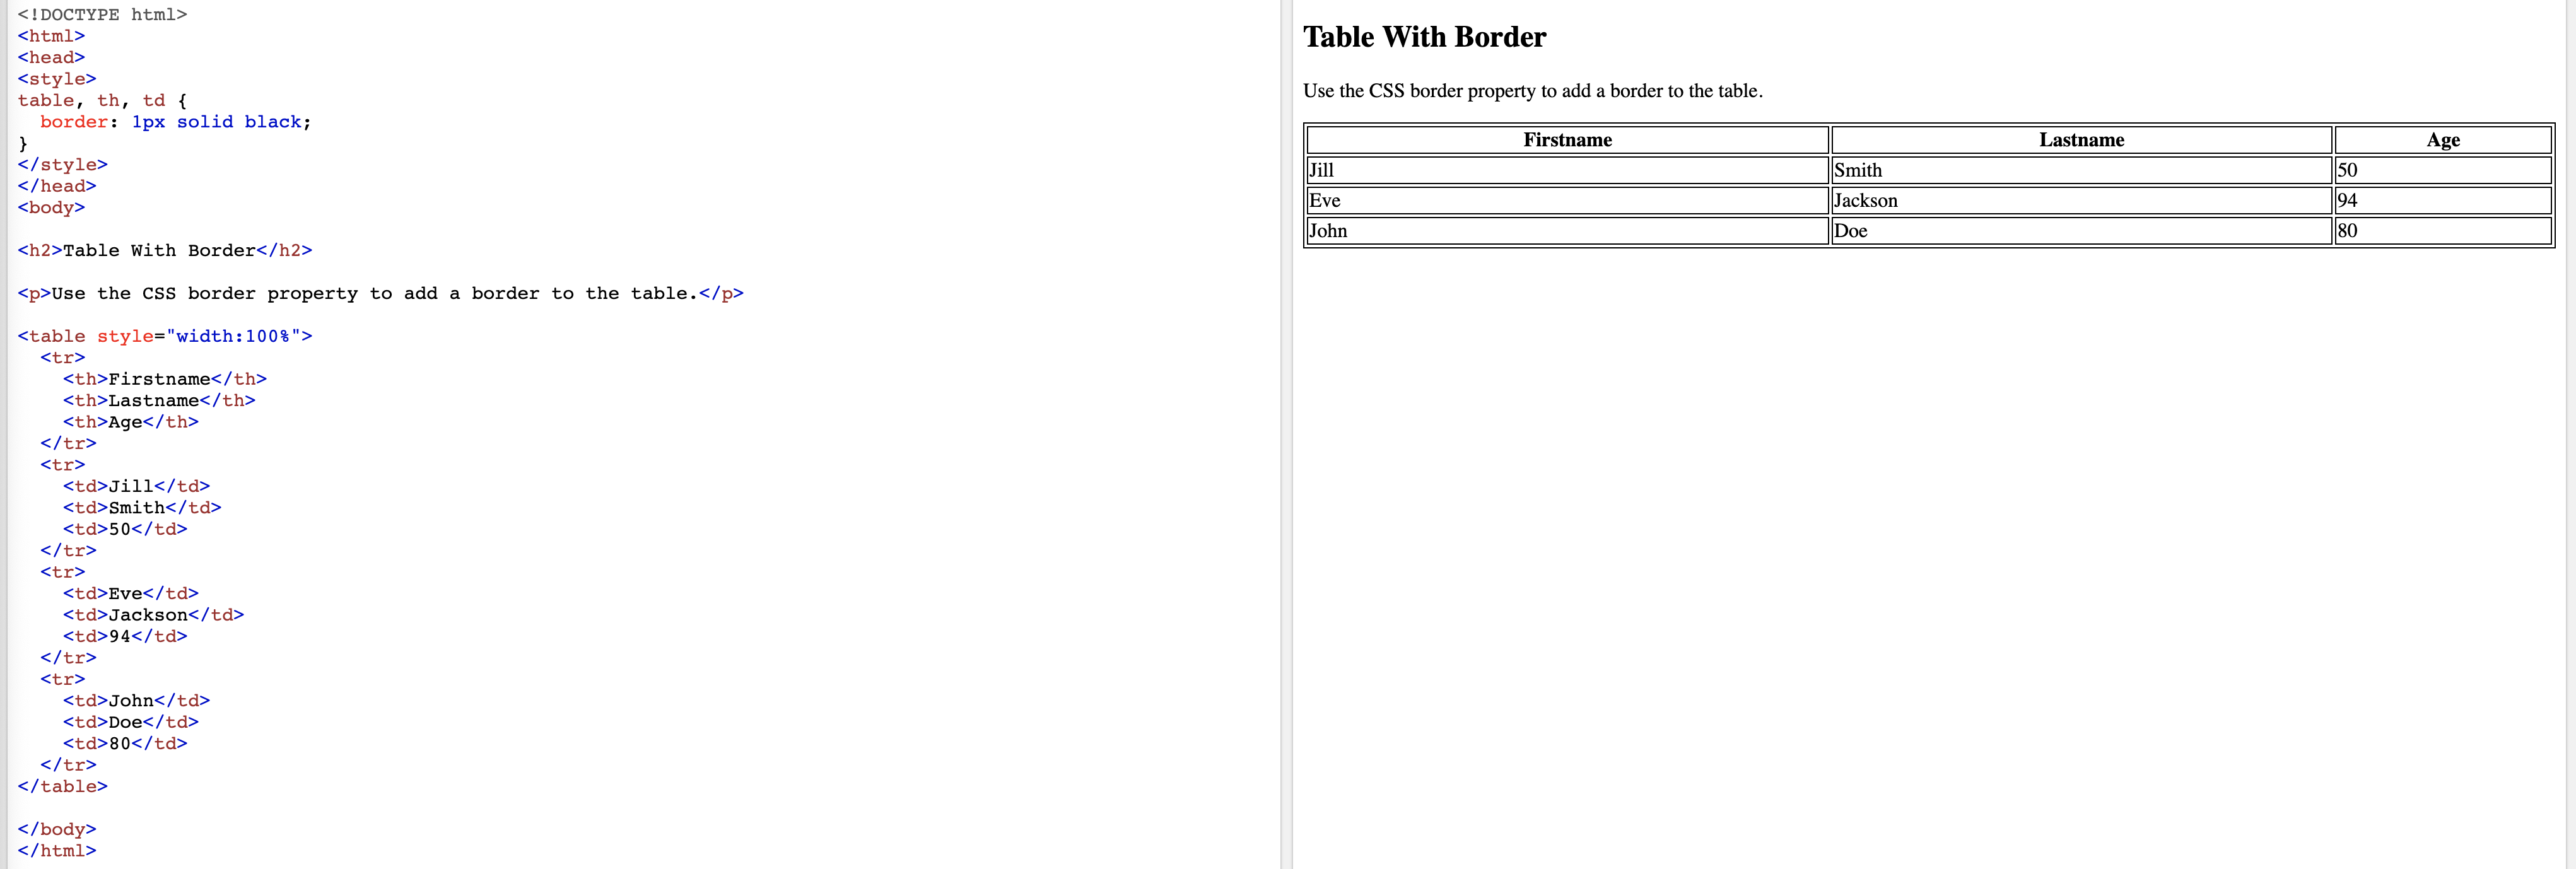 <!DOCTYPE html>
<html>
<head>
<style>
table, th, td {
  border: 1px solid black;
}
</style>
</head>
<body>

<h2>Table With Border</h2>

<p>Use the CSS border property to add a border to the table.</p>

<table style="width:100%">
  <tr>
    <th>Firstname</th>
    <th>Lastname</th>
    <th>Age</th>
  </tr>
  <tr>
    <td>Jill</td>
    <td>Smith</td>
    <td>50</td>
  </tr>
  <tr>
    <td>Eve</td>
    <td>Jackson</td>
    <td>94</td>
  </tr>
  <tr>
    <td>John</td>
    <td>Doe</td>
    <td>80</td>
  </tr>
</table>

</body>
</html>
Table With Border
Use the CSS border property to add a border to the table.
Firstname Lastname Age
Jill Smith 50
Eve Jackson 94
John Doe 80